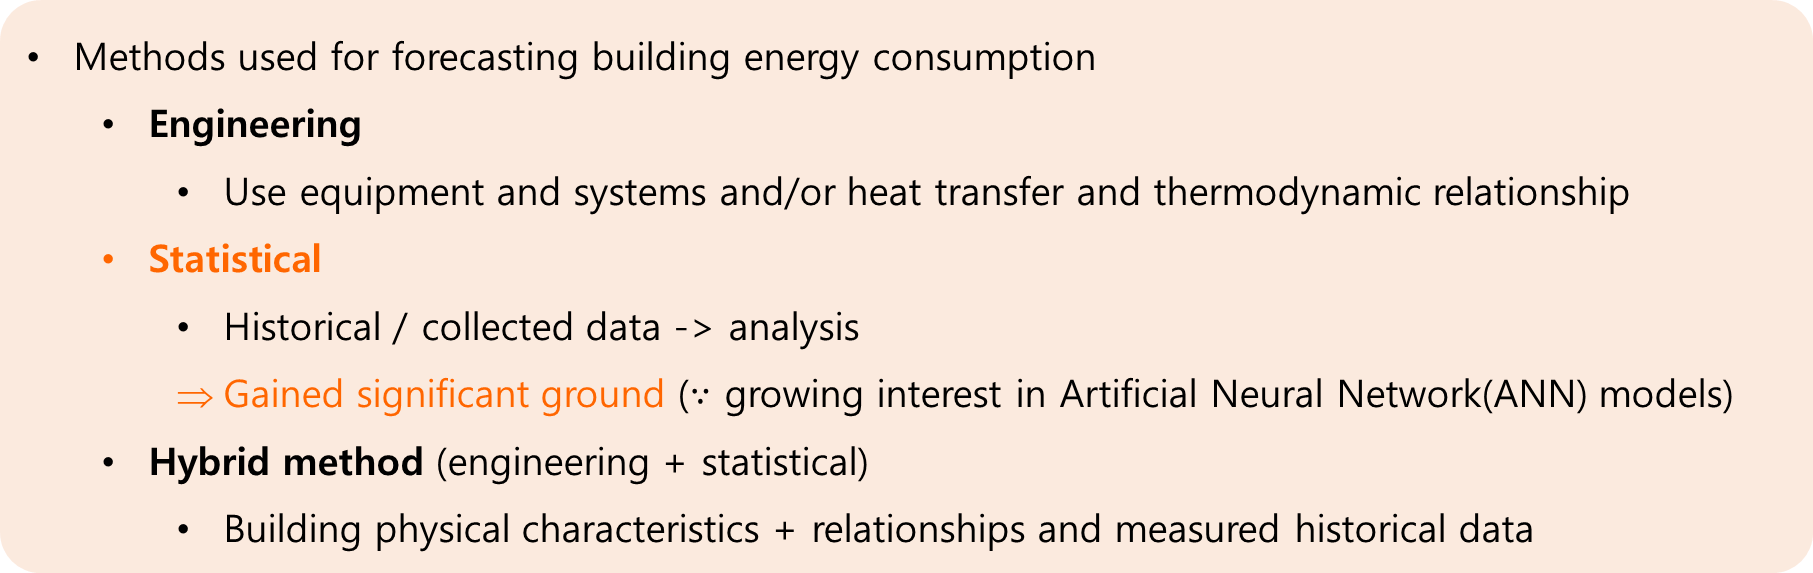 • Methods used for forecasting building energy consumption
• Engineering
• Use equipment and systems and/or heat transfer and thermodynamic relationship
• Statistical
• Historical / collected data -> analysis
⇒ Gained significant ground (∵ growing interest in Artificial Neural Network(ANN) models)
• Hybrid method (engineering + statistical)
• Building physical characteristics + relationships and measured historical data